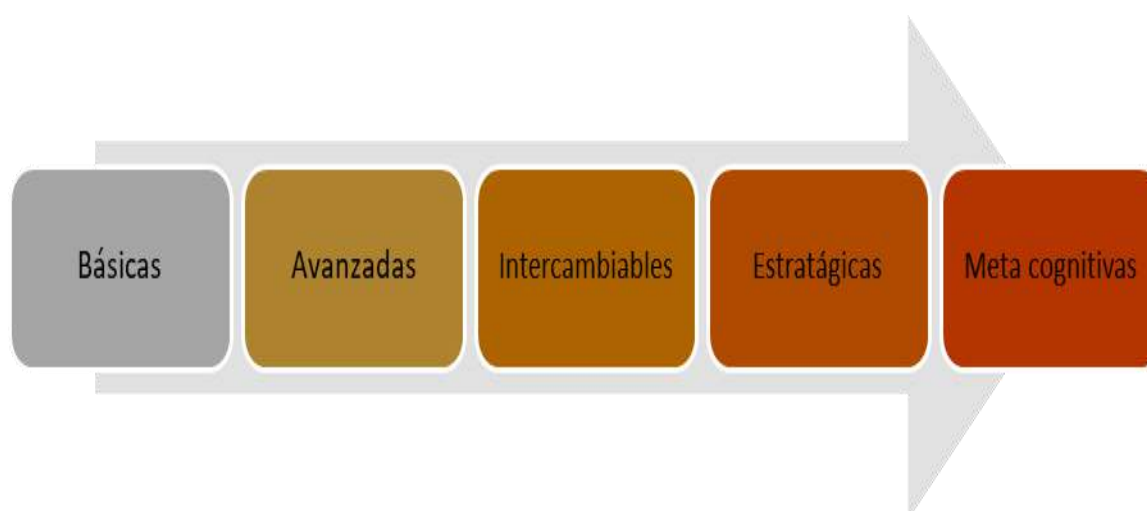 Básicas
Avanzadas
Intercambiables
Estratágicas
Meta cognitivas